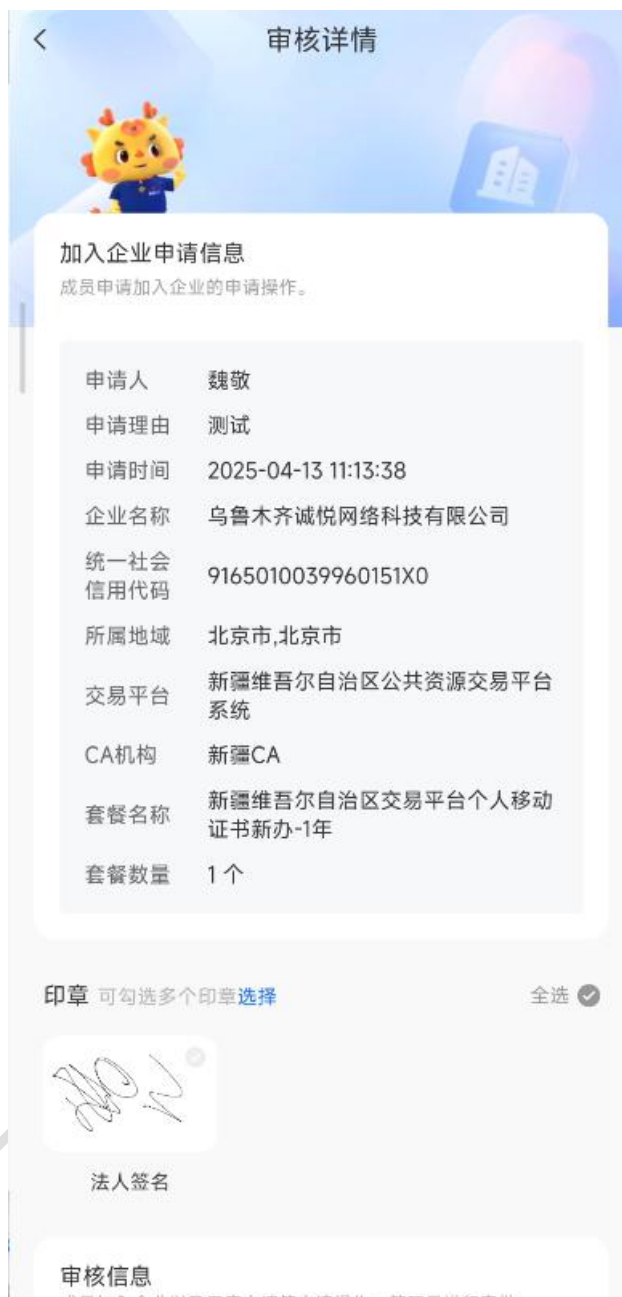 审核详情
加入企业申请信息
成员申请加入企业的申请操作。
申请人 魏敬
申请理由 测试
申请时间 2025-04-13 11:13:38
企业名称 乌鲁木齐诚悦网络科技有限公司
统一社会
信用代码 9165010039960151X0
所属地域 北京市,北京市
交易平台 新疆维吾尔自治区公共资源交易平台
系统
CA机构 新疆CA
套餐名称 新疆维吾尔自治区交易平台个人移动
证书新办-1年
套餐数量 1 个
印章 可勾选多个印章选择 全选
法人签名
审核信息